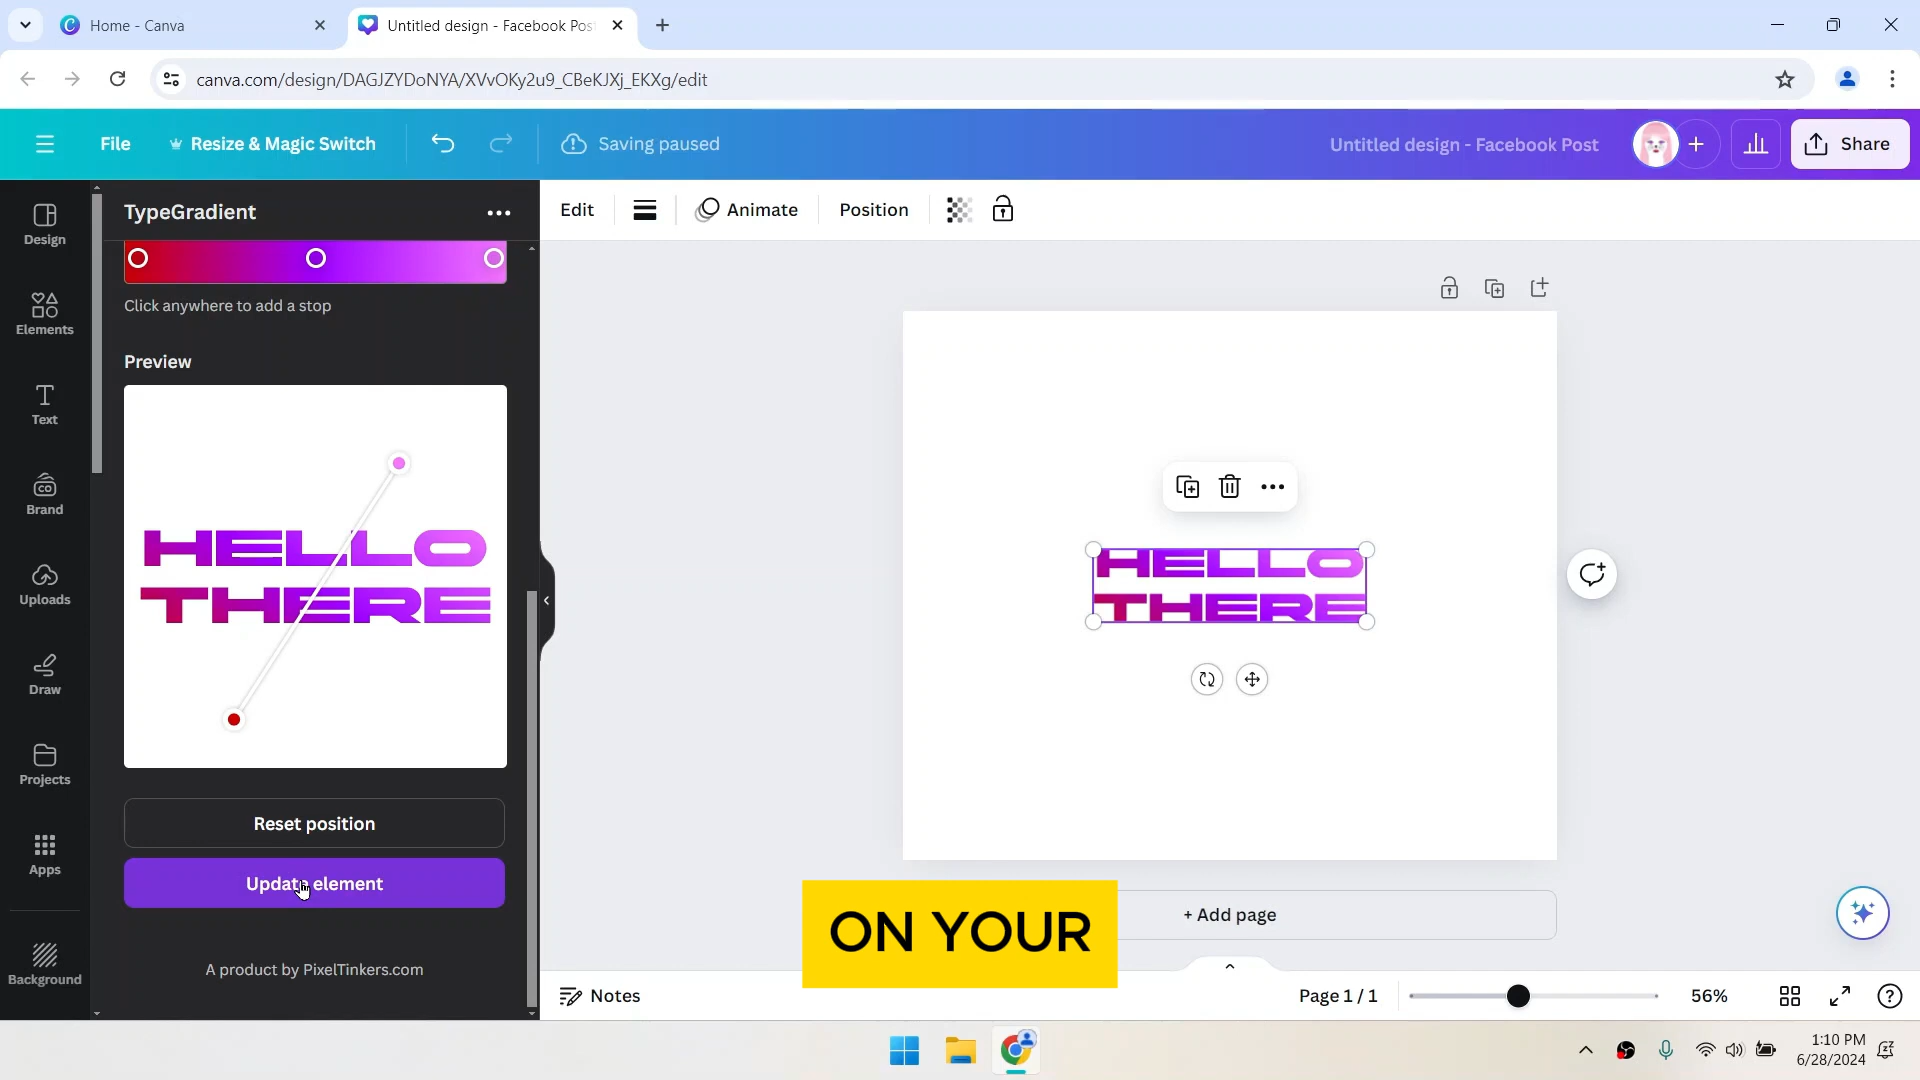 Home - Canva
Untitled design - Facebook Pos
canva.com/design/DAGJZYDoNYA/XVvOKy2u9_CBeKJXj_EKXg/edit
File
Resize & Magic Switch
Saving paused
Untitled design - Facebook Post
Share
Design
Elements
Text
Brand
Uploads
Draw
Projects
Apps
Background
TypeGradient
Click anywhere to add a stop
Preview
HELLO
THERE
Reset position
Update element
A product by PixelTinkers.com
Edit
Animate
Position
HELLO
THERE
+ Add page
ON YOUR
Notes
Page 1 / 1
56%
1:10 PM
6/28/2024